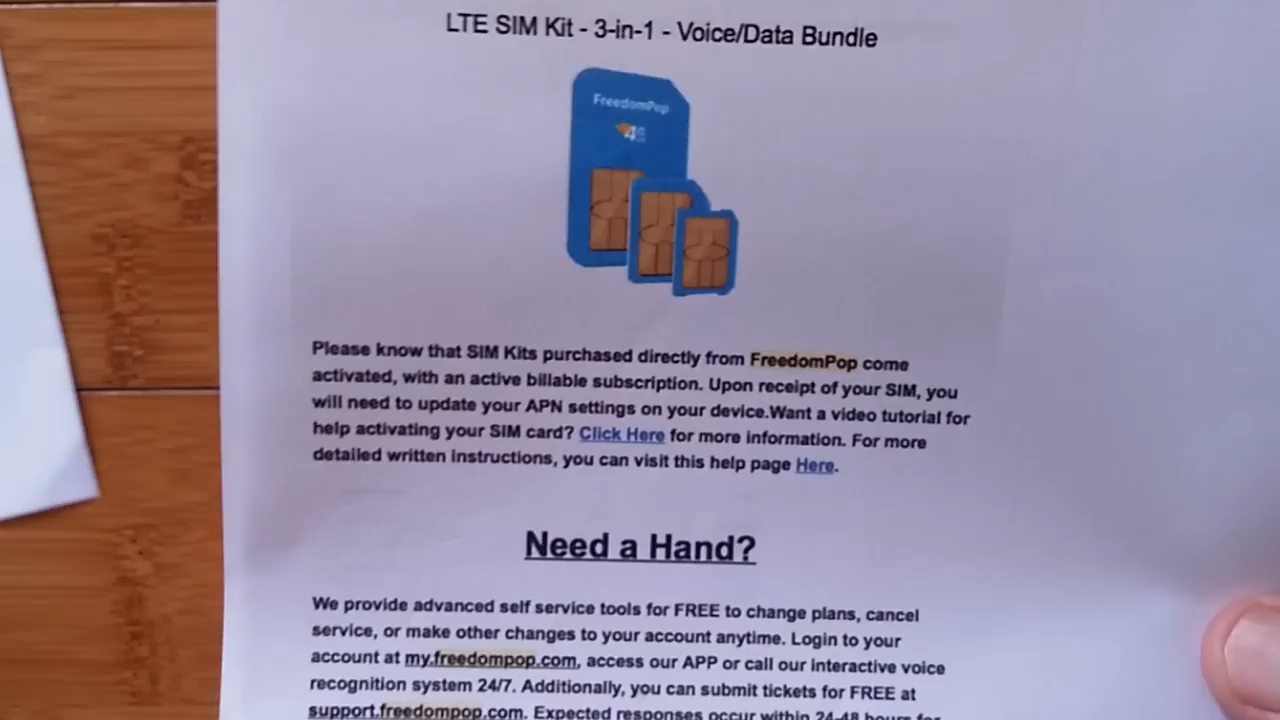 LTE SIM Kit - 3-in-1 - Voice/Data Bundle
FreedomPop
4G
Please know that SIM Kits purchased directly from FreedomPop come
activated, with an active billable subscription. Upon receipt of your SIM, you
will need to update your APN settings on your device.Want a video tutorial for
help activating your SIM card? Click Here for more information. For more
detailed written instructions, you can visit this help page Here.
Need a Hand?
We provide advanced self service tools for FREE to change plans, cancel
service, or make other changes to your account anytime. Login to your
account at my.freedompop.com, access our APP or call our interactive voice
recognition system 24/7. Additionally, you can submit tickets for FREE at
support.freedompop.com. Expected responses occur within 24-48 hours for